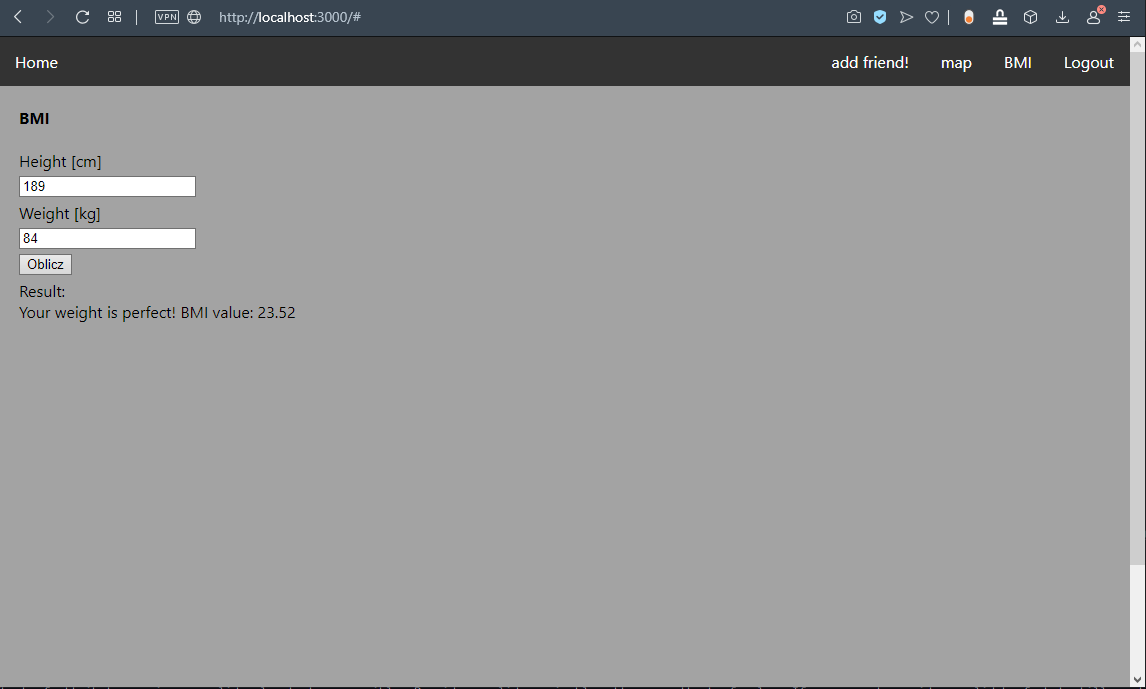 VPN http://localhost:3000/#
Home add friend! map BMI Logout
BMI
Height [cm]
189
Weight [kg]
84
Oblicz
Result:
Your weight is perfect! BMI value: 23.52